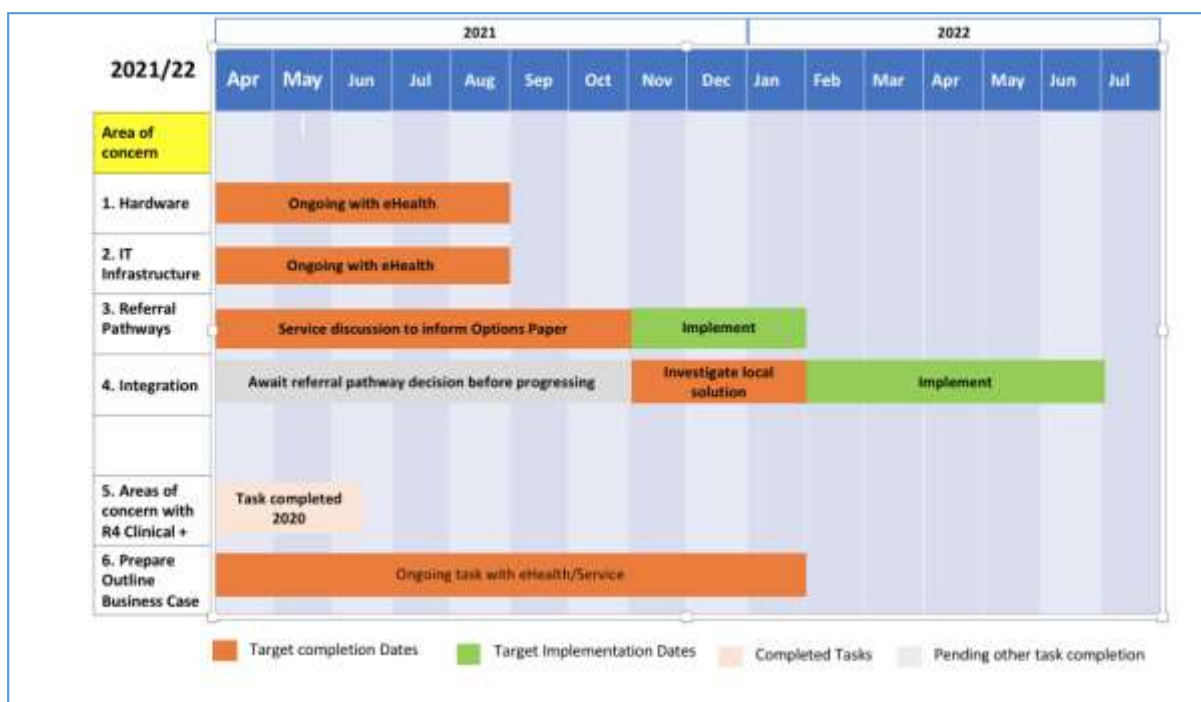 2021 2022
2021/22
Apr May Jun Jul Aug Sep Oct Nov Dec Jan Feb Mar Apr May Jun Jul
Area of
concern
1. Hardware
Ongoing with eHealth
2. IT
Infrastructure
Ongoing with eHealth
3. Referral
Pathways
Service discussion to inform Options Paper
Implement
4. Integration
Await referral pathway decision before progressing
Investigate local
solution
Implement
5. Areas of
concern with
R4 Clinical +
Task completed
2020
6. Prepare
Outline
Business Case
Ongoing task with eHealth/Service
Target completion Dates
Target Implementation Dates
Completed Tasks
Pending other task completion